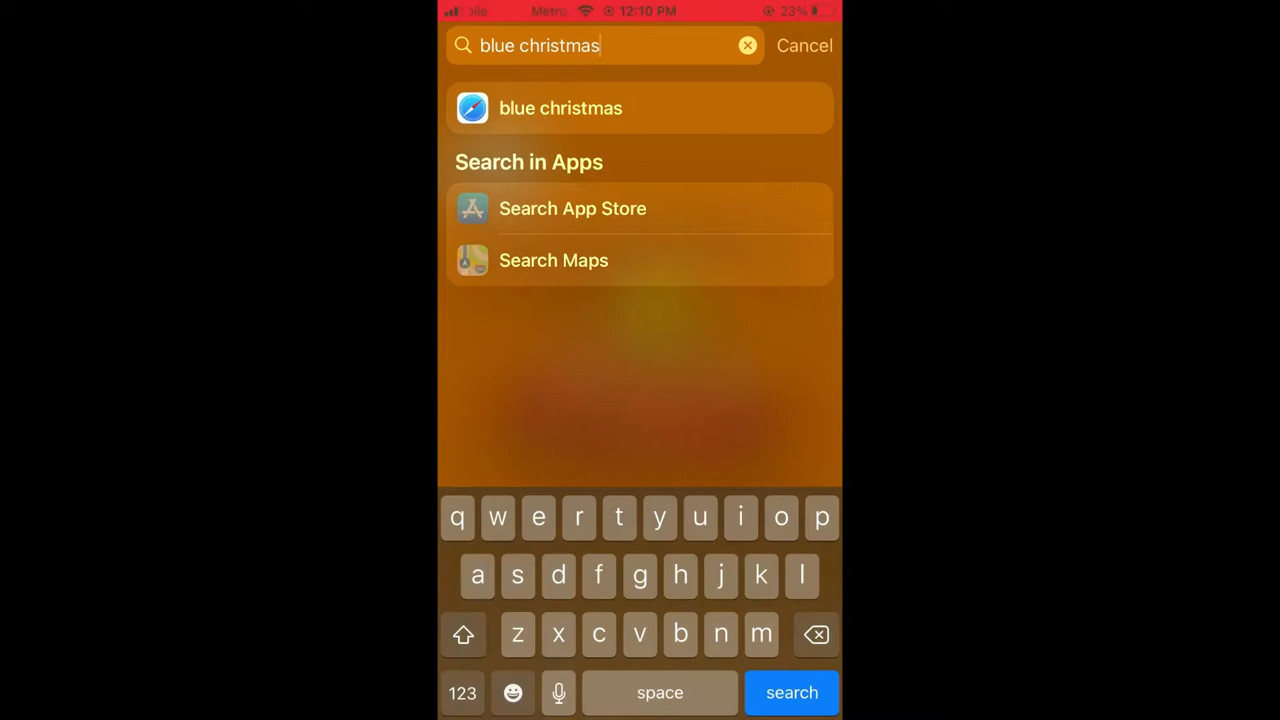 Metro 12:10 PM 23%
blue christmas Cancel
blue christmas
Search in Apps
Search App Store
Search Maps
q w e r t y u i o p
a s d f g h j k l
z x c v b n m
123 space search